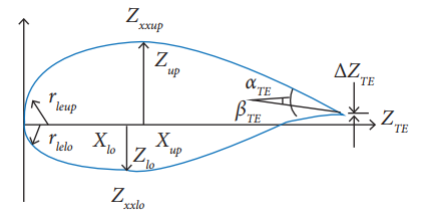 Z_xxup
Z_up
α_TE
β_TE
ΔZ_TE
Z_TE
r_leup
r_lelo
X_lo
X_up
Z_lo
Z_xxlo